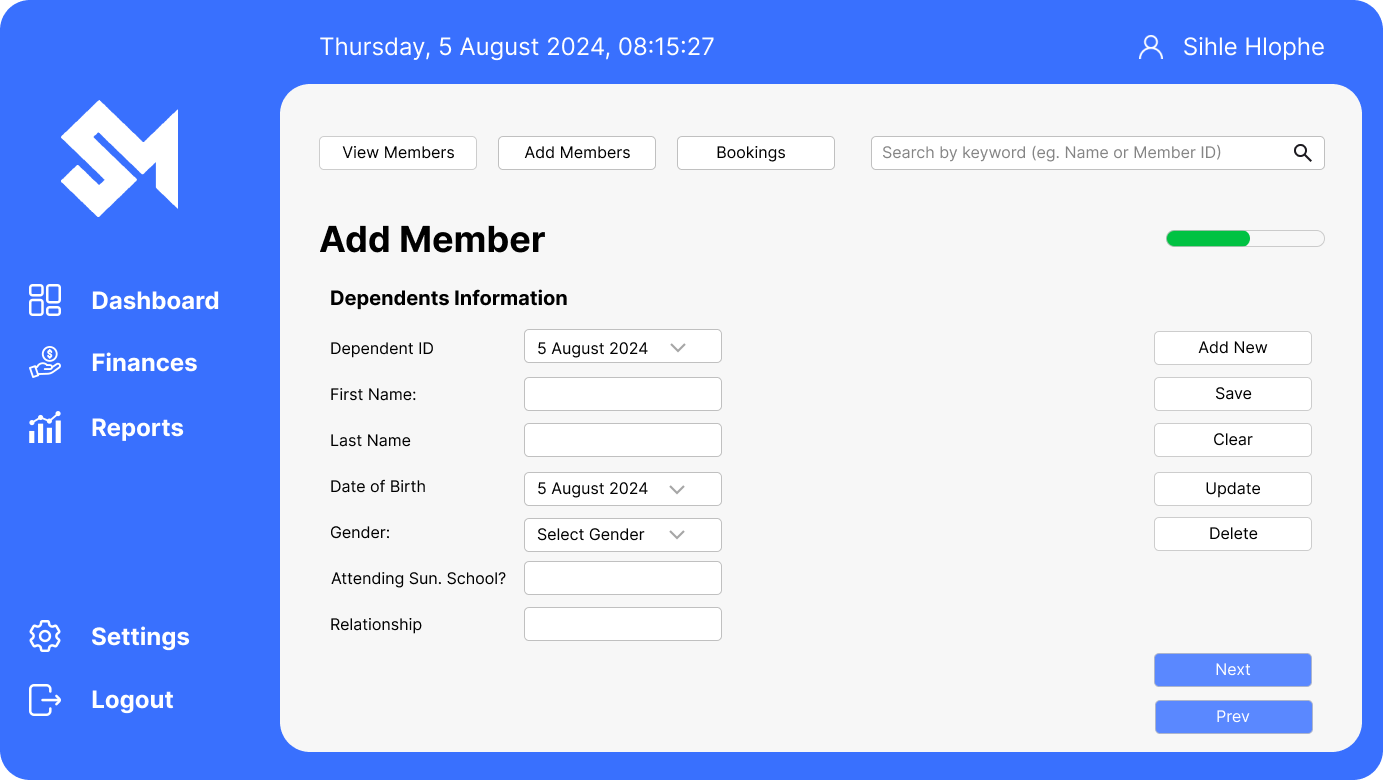 Thursday, 5 August 2024, 08:15:27
Sihle Hlophe
SM
View Members
Add Members
Bookings
Search by keyword (eg. Name or Member ID)
Add Member
Dashboard
Finances
Reports
Settings
Logout
Dependents Information
Dependent ID
5 August 2024
Add New
First Name:
Save
Last Name
Clear
Date of Birth
5 August 2024
Update
Gender:
Select Gender
Delete
Attending Sun. School?
Relationship
Next
Prev